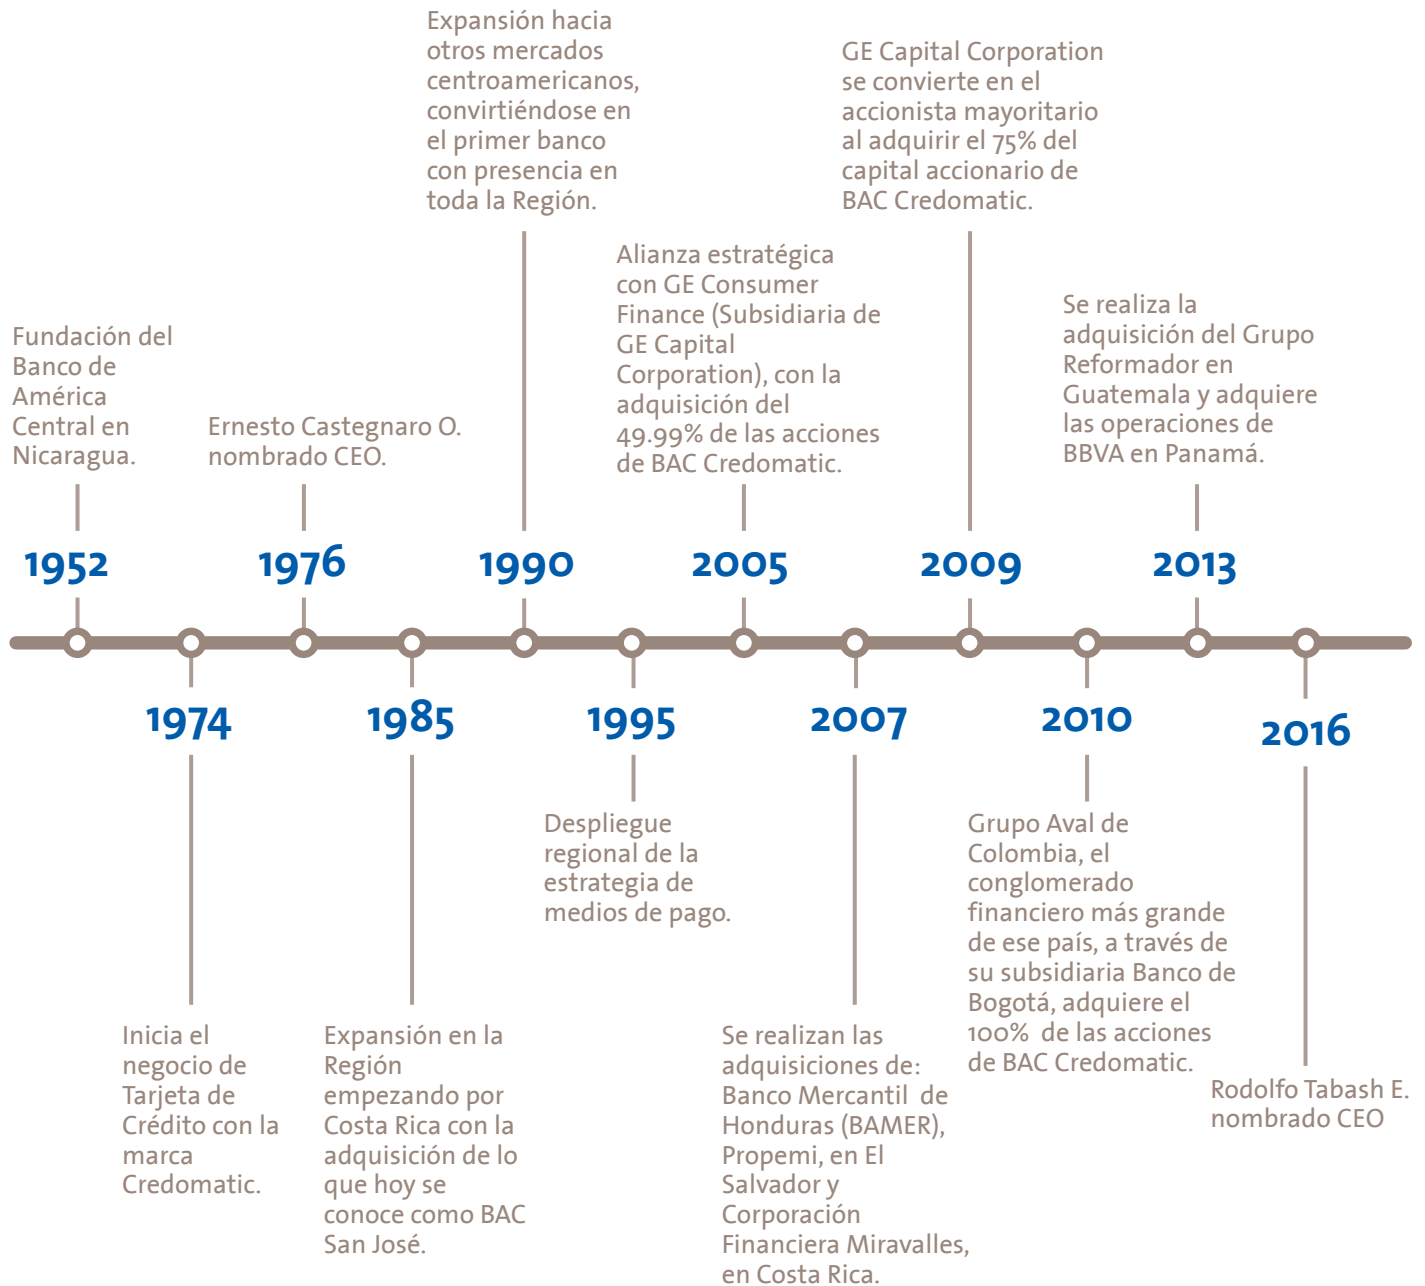 Expansión hacia
otros mercados
centroamericanos,
convirtiéndose en
el primer banco
con presencia en
toda la Región.
GE Capital Corporation
se convierte en el
accionista mayoritario
al adquirir el 75% del
capital accionario de
BAC Credomatic.
Alianza estratégica
con GE Consumer
Finance (Subsidiaria de
GE Capital
Corporation), con la
adquisición del
49.99% de las acciones
de BAC Credomatic.
Se realiza la
adquisición del Grupo
Reformador en
Guatemala y adquiere
las operaciones de
BBVA en Panamá.
Fundación del
Banco de
América
Central en
Nicaragua.
Ernesto Castegnaro O.
nombrado CEO.
1952
1976
1990
2005
2009
2013
1974
1985
1995
2007
2010
2016
Despliegue
regional de la
estrategia de
medios de pago.
Grupo Aval de
Colombia, el
conglomerado
financiero más grande
de ese país, a través de
su subsidiaria Banco de
Bogotá, adquiere el
100% de las acciones
de BAC Credomatic.
Inicia el
negocio de
Tarjeta de
Crédito con la
marca
Credomatic.
Expansión en la
Región
empezando por
Costa Rica con la
adquisición de lo
que hoy se
conoce como BAC
San José.
Se realizan las
adquisiciones de:
Banco Mercantil de
Honduras (BAMER),
Propemi, en El
Salvador y
Corporación
Financiera Miravalles,
en Costa Rica.
Rodolfo Tabash E.
nombrado CEO